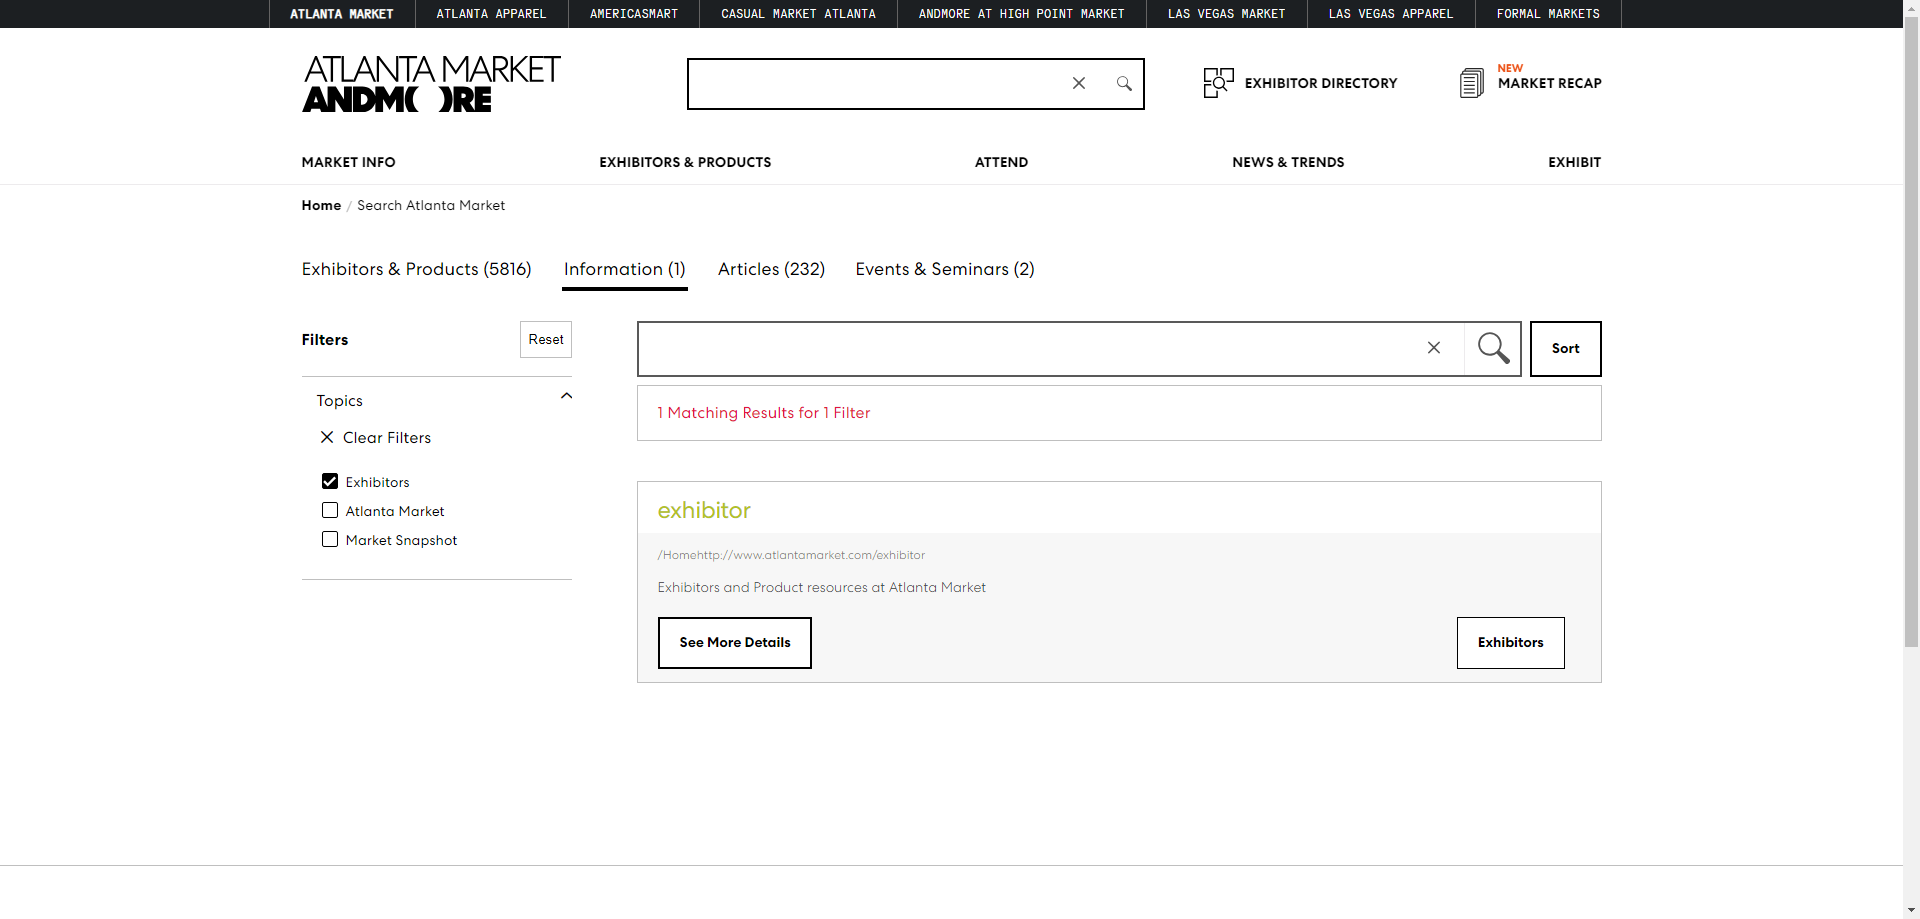 ATLANTA MARKET
ATLANTA APPAREL
AMERICASMART
CASUAL MARKET ATLANTA
ANDMORE AT HIGH POINT MARKET
LAS VEGAS MARKET
LAS VEGAS APPAREL
FORMAL MARKETS
ATLANTA MARKET
ANDM( )RE
EXHIBITOR DIRECTORY
NEW
MARKET RECAP
MARKET INFO
EXHIBITORS & PRODUCTS
ATTEND
NEWS & TRENDS
EXHIBIT
Home / Search Atlanta Market
Exhibitors & Products (5816)
Information (1)
Articles (232)
Events & Seminars (2)
Filters
Reset
Sort
Topics
1 Matching Results for 1 Filter
Clear Filters
Exhibitors
Atlanta Market
Market Snapshot
exhibitor
/Homehttp://www.atlantamarket.com/exhibitor
Exhibitors and Product resources at Atlanta Market
See More Details
Exhibitors